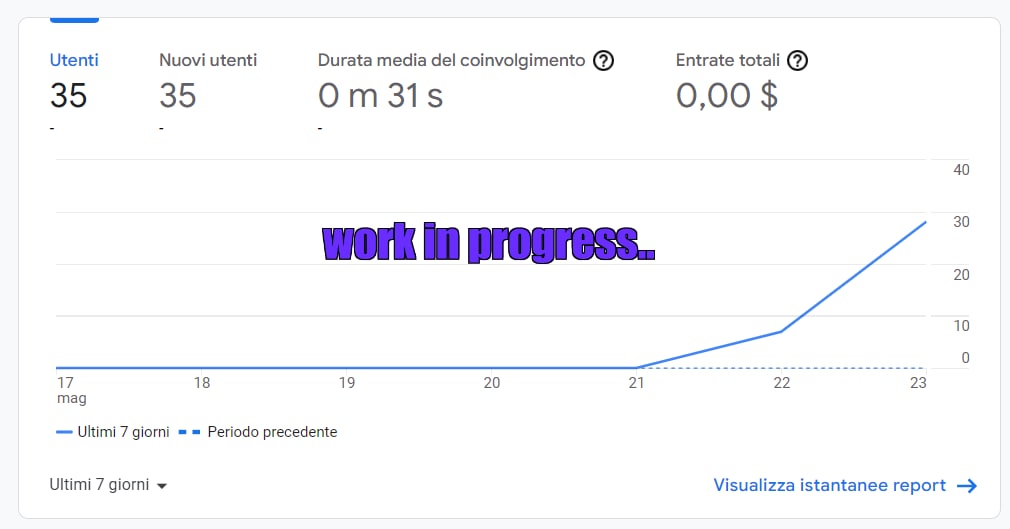 Utenti Nuovi utenti Durata media del coinvolgimento ? Entrate totali ?
35 35 0 m 31 s 0,00 $
- - -
40
30
work in progress...
20
10
0
17 18 19 20 21 22 23
mag
Ultimi 7 giorni Periodo precedente
Ultimi 7 giorni Visualizza istantanee report